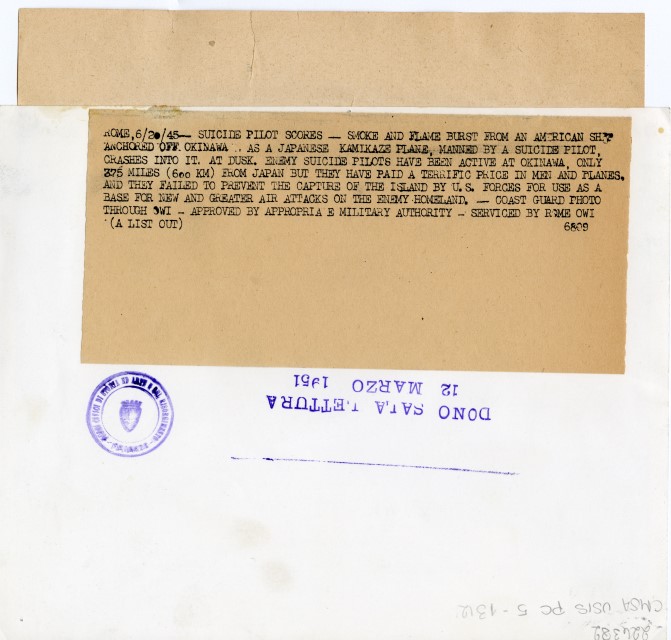 ROME,6/20/45— SUICIDE PILOT SCORES — SMOKE AND FLAME BURST FROM AN AMERICAN SHIP
ANCHORED OFF OKINAWA . AS A JAPANESE KAMIKAZE PLANE, MANNED BY A SUICIDE PILOT,
CRASHES INTO IT. AT DUSK. ENEMY SUICIDE PILOTS HAVE BEEN ACTIVE AT OKINAWA, ONLY
375 MILES (600 KM) FROM JAPAN BUT THEY HAVE PAID A TERRIFIC PRICE IN MEN AND PLANES.
AND THEY FAILED TO PREVENT THE CAPTURE OF THE ISLAND BY U.S. FORCES FOR USE AS A
BASE FOR NEW AND GREATER AIR ATTACKS ON THE ENEMY HOMELAND. — COAST GUARD PHOTO
THROUGH OWI — APPROVED BY APPROPRIA E MILITARY AUTHORITY — SERVICED BY ROME OWI
(A LIST OUT) 6809
DONO SALA LETTURA
12 MARZO 1951
CMSA USIS PC 5-1312